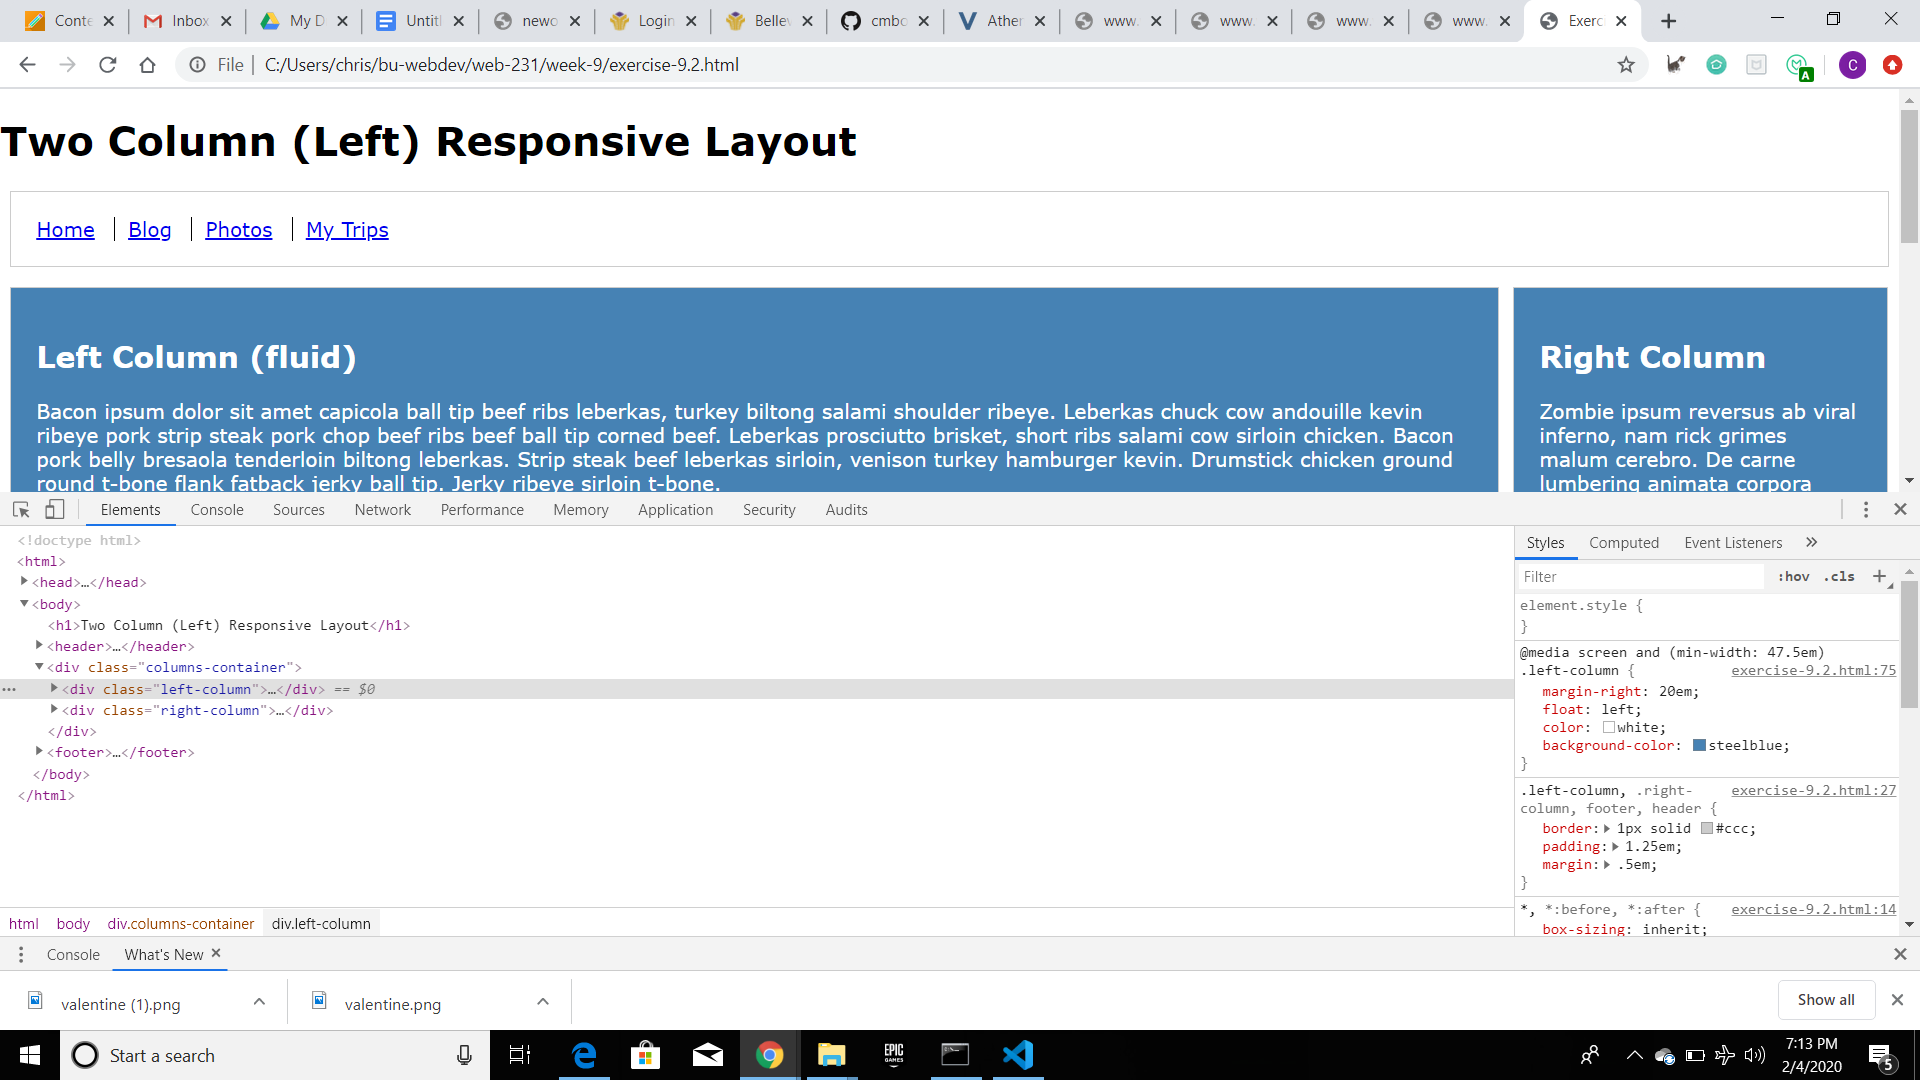 Conte
Inbox
My D
Untitl
newo
Login
Bellev
cmbo
Ather
www.
www.
www.
www.
Exerc
File C:/Users/chris/bu-webdev/web-231/week-9/exercise-9.2.html
A
C
Two Column (Left) Responsive Layout
Home Blog Photos My Trips
Left Column (fluid)
Bacon ipsum dolor sit amet capicola ball tip beef ribs leberkas, turkey biltong salami shoulder ribeye. Leberkas chuck cow andouille kevin
ribeye pork strip steak pork chop beef ribs beef ball tip corned beef. Leberkas prosciutto brisket, short ribs salami cow sirloin chicken. Bacon
pork belly bresaola tenderloin biltong leberkas. Strip steak beef leberkas sirloin, venison turkey hamburger kevin. Drumstick chicken ground
round t-bone flank fatback jerky ball tip. Jerky ribeye sirloin t-bone.
Right Column
Zombie ipsum reversus ab viral
inferno, nam rick grimes
malum cerebro. De carne
lumbering animata corpora
Elements Console Sources Network Performance Memory Application Security Audits
<!doctype html>
<html>
<head>…</head>
<body>
<h1>Two Column (Left) Responsive Layout</h1>
<header>…</header>
<div class="columns-container">
<div class="left-column">…</div> == $0
<div class="right-column">…</div>
</div>
<footer>…</footer>
</body>
</html>
html body div.columns-container div.left-column
Styles Computed Event Listeners »
Filter :hov .cls +
element.style {
}
@media screen and (min-width: 47.5em)
.left-column { exercise-9.2.html:75
margin-right: 20em;
float: left;
color: white;
background-color: steelblue;
}
.left-column, .right- exercise-9.2.html:27
column, footer, header {
border: 1px solid #ccc;
padding: 1.25em;
margin: .5em;
}
*, *:before, *:after { exercise-9.2.html:14
box-sizing: inherit;
Console What's New
valentine (1).png
valentine.png
Show all
Start a search
EPIC
GAMES
7:13 PM
2/4/2020
5